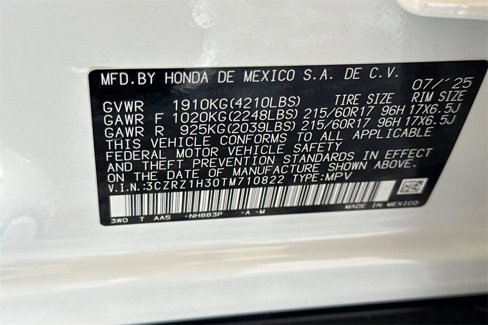 MFD.BY HONDA DE MEXICO S.A. DE C.V. 07/'25
GVWR 1910KG(4210LBS) TIRE SIZE RIM SIZE
GAWR F 1020KG(2248LBS) 215/60R17 96H 17X6.5J
GAWR R 925KG(2039LBS) 215/60R17 96H 17X6.5J
THIS VEHICLE CONFORMS TO ALL APPLICABLE
FEDERAL MOTOR VEHICLE SAFETY
AND THEFT PREVENTION STANDARDS IN EFFECT
ON THE DATE OF MANUFACTURE SHOWN ABOVE.
V.I.N.:3CZRZ1H30TM710822 TYPE:MPV
3W0 T AA5 -NH883P -A -M MADE IN MEXICO